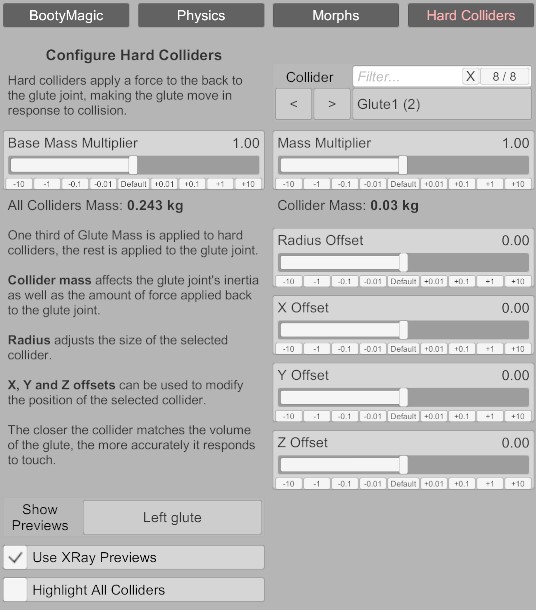 BootyMagic
Physics
Morphs
Hard Colliders
Configure Hard Colliders
Hard colliders apply a force to the back to
the glute joint, making the glute move in
response to collision.
Collider
Filter...
X
8 / 8
<
>
Glute1 (2)
Base Mass Multiplier 1.00
-10 -1 -0.1 -0.01 Default +0.01 +0.1 +1 +10
All Colliders Mass: 0.243 kg
One third of Glute Mass is applied to hard
colliders, the rest is applied to the glute joint.
Collider mass affects the glute joint's inertia
as well as the amount of force applied back
to the glute joint.
Radius adjusts the size of the selected
collider.
X, Y and Z offsets can be used to modify
the position of the selected collider.
The closer the collider matches the volume
of the glute, the more accurately it responds
to touch.
Show
Previews
Left glute
Use XRay Previews
Highlight All Colliders
Mass Multiplier 1.00
-10 -1 -0.1 -0.01 Default +0.01 +0.1 +1 +10
Collider Mass: 0.03 kg
Radius Offset 0.00
-10 -1 -0.1 -0.01 Default +0.01 +0.1 +1 +10
X Offset 0.00
-10 -1 -0.1 -0.01 Default +0.01 +0.1 +1 +10
Y Offset 0.00
-10 -1 -0.1 -0.01 Default +0.01 +0.1 +1 +10
Z Offset 0.00
-10 -1 -0.1 -0.01 Default +0.01 +0.1 +1 +10